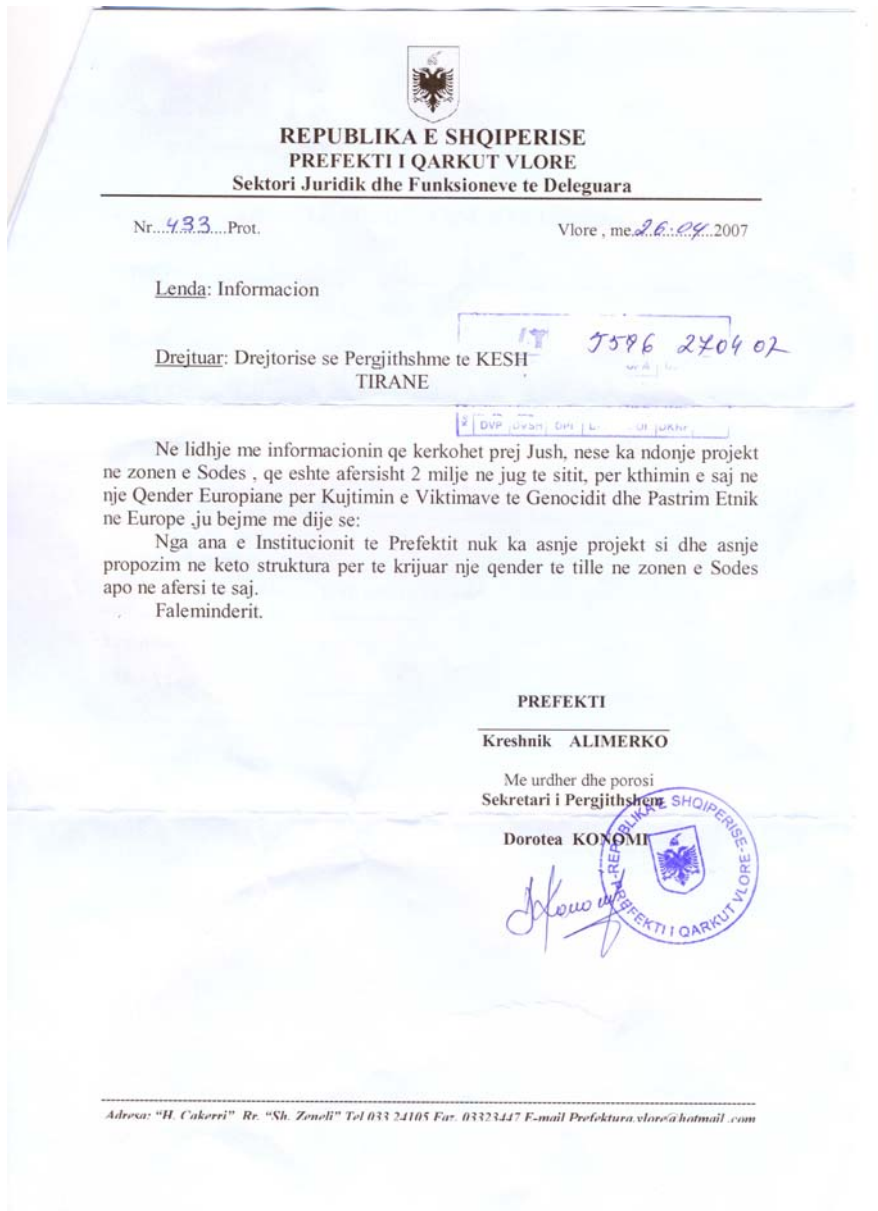 REPUBLIKA E SHQIPERISE
PREFEKTI I QARKUT VLORE
Sektori Juridik dhe Funksioneve te Deleguara
Nr...433....Prot. Vlore , me.26.:.04..2007
Lenda: Informacion
Drejtuar: Drejtorise se Pergjithshme te KESH
TIRANE
5596 270407
DVP DVSH DPI
Ne lidhje me informacionin qe kerkohet prej Jush, nese ka ndonje projekt
ne zonen e Sodes , qe eshte afersisht 2 milje ne jug te sitit, per kthimin e saj ne
nje Qender Europiane per Kujtimin e Viktimave te Genocidit dhe Pastrim Etnik
ne Europe ,ju bejme me dije se:
Nga ana e Institucionit te Prefektit nuk ka asnje projekt si dhe asnje
propozim ne keto struktura per te krijuar nje qender te tille ne zonen e Sodes
apo ne afersi te saj.
Faleminderit.
PREFEKTI
Kreshnik ALIMERKO
Me urdher dhe porosi
Sekretari i Pergjithshem
Dorotea KONOMI
REPUBLIKA E SHQIPERISE-
PREFEKTI I QARKUT VLORE
Adresa: "H. Cakerri" Rr. "Sh. Zeneli" Tel 033 24105 Fax. 03323447 E-mail Prefektura.vlore@hotmail .com